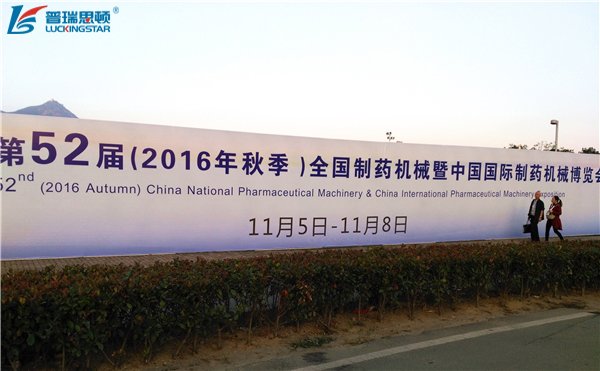 普瑞思顿®
LUCKINGSTAR
第52届(2016年秋季 )全国制药机械暨中国国际制药机械博览会
52nd (2016 Autumn) China National Pharmaceutical Machinery & China International Pharmaceutical Machinery Exposition
11月5日-11月8日